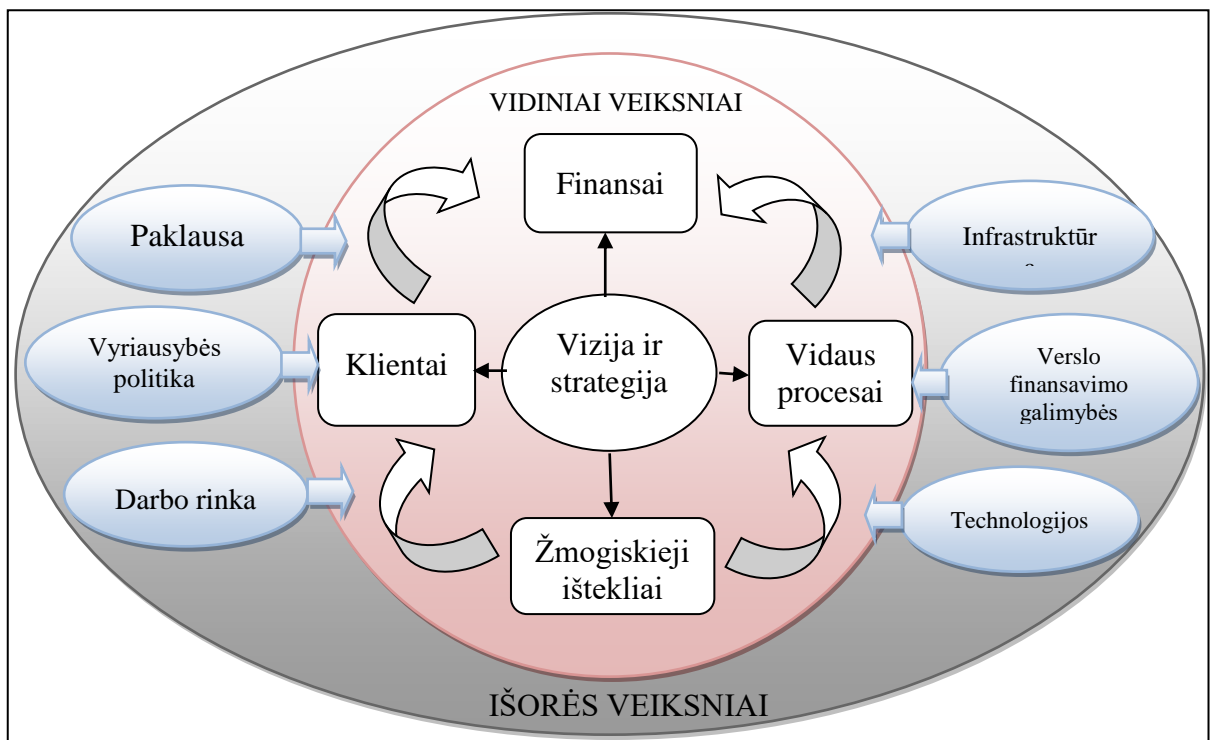 VIDINIAI VEIKSNIAI
Finansai
Paklausa
Infrastruktūr
Vyriausybės
politika
Klientai
Vizija ir
strategija
Vidaus
procesai
Verslo
finansavimo
galimybės
Darbo rinka
Žmogiskieji
ištekliai
Technologijos
IŠORĖS VEIKSNIAI